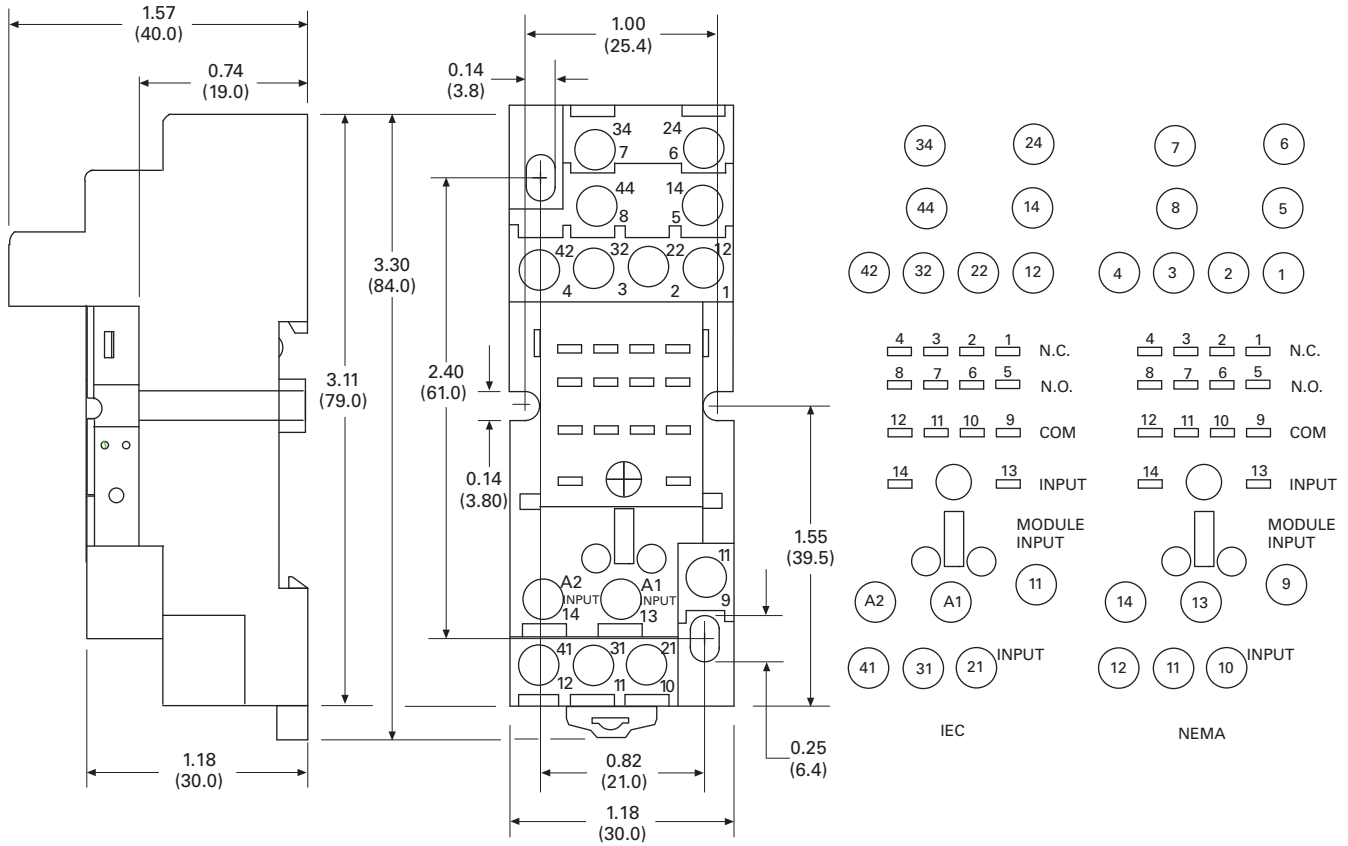 1.57
(40.0)
0.74
(19.0)
3.11
(79.0)
3.30
(84.0)
1.18
(30.0)
1.00
(25.4)
0.14
(3.8)
34 24
7 6
44 14
8 5
42 32 22 12
4 3 2 1
2.40
(61.0)
0.14
(3.80)
1.55
(39.5)
A2 A1 11
INPUT INPUT
14 13 9
41 31 21
12 11 10
0.25
(6.4)
0.82
(21.0)
1.18
(30.0)
34 24
44 14
42 32 22 12
4 3 2 1 N.C.
8 7 6 5 N.O.
12 11 10 9 COM
14 13 INPUT
MODULE
INPUT
11
A2 A1
41 31 21 INPUT
IEC
7 6
8 5
4 3 2 1
4 3 2 1 N.C.
8 7 6 5 N.O.
12 11 10 9 COM
14 13 INPUT
MODULE
INPUT
9
14 13
12 11 10 INPUT
NEMA